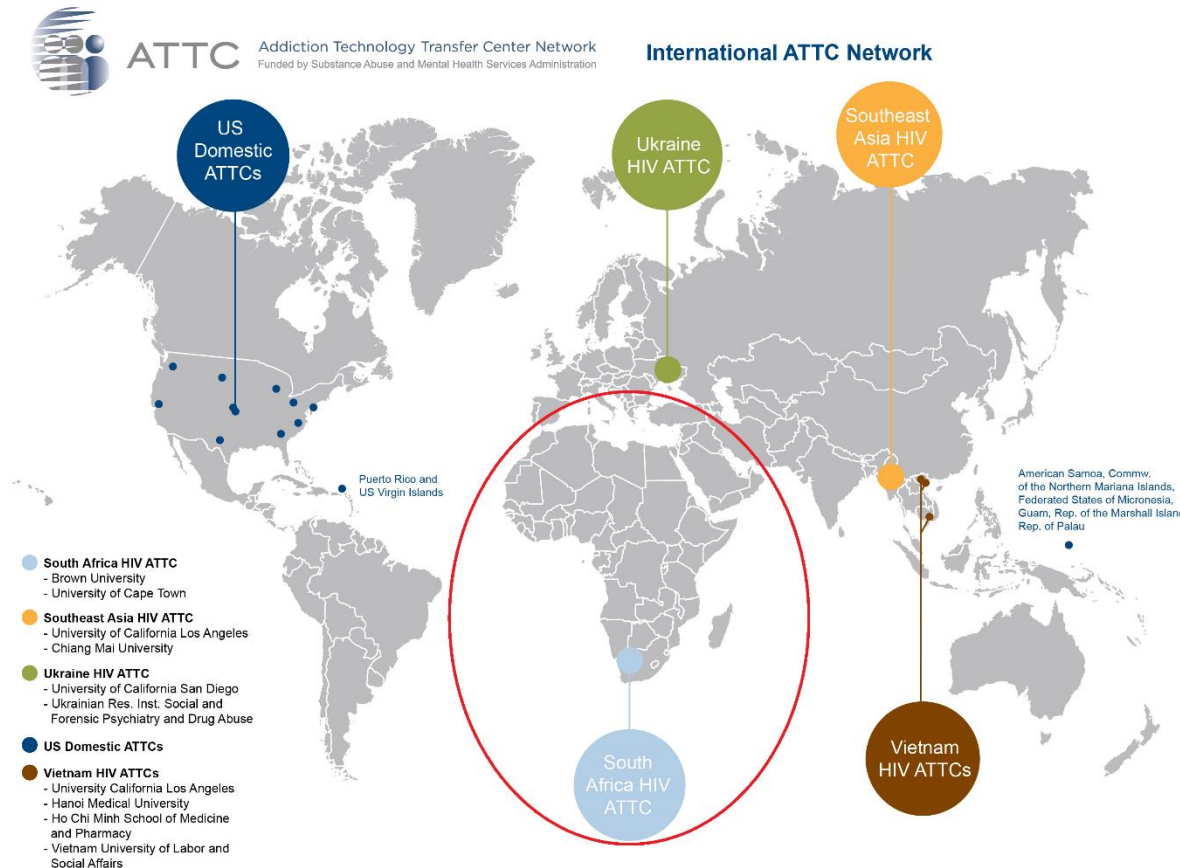 ATTC
Addiction Technology Transfer Center Network
Funded by Substance Abuse and Mental Health Services Administration
International ATTC Network
US
Domestic
ATTCs
Ukraine
HIV ATTC
Southeast
Asia HIV
ATTC
Puerto Rico and
US Virgin Islands
American Samoa, Commw.
of the Northern Mariana Islands,
Federated States of Micronesia,
Guam, Rep. of the Marshall Island
Rep. of Palau
South Africa HIV ATTC
- Brown University
- University of Cape Town
Southeast Asia HIV ATTC
- University of California Los Angeles
- Chiang Mai University
Ukraine HIV ATTC
- University of California San Diego
- Ukrainian Res. Inst. Social and
Forensic Psychiatry and Drug Abuse
US Domestic ATTCs
Vietnam HIV ATTCs
- University California Los Angeles
- Hanoi Medical University
- Ho Chi Minh School of Medicine
and Pharmacy
- Vietnam University of Labor and
Social Affairs
South
Africa HIV
ATTC
Vietnam
HIV ATTCs